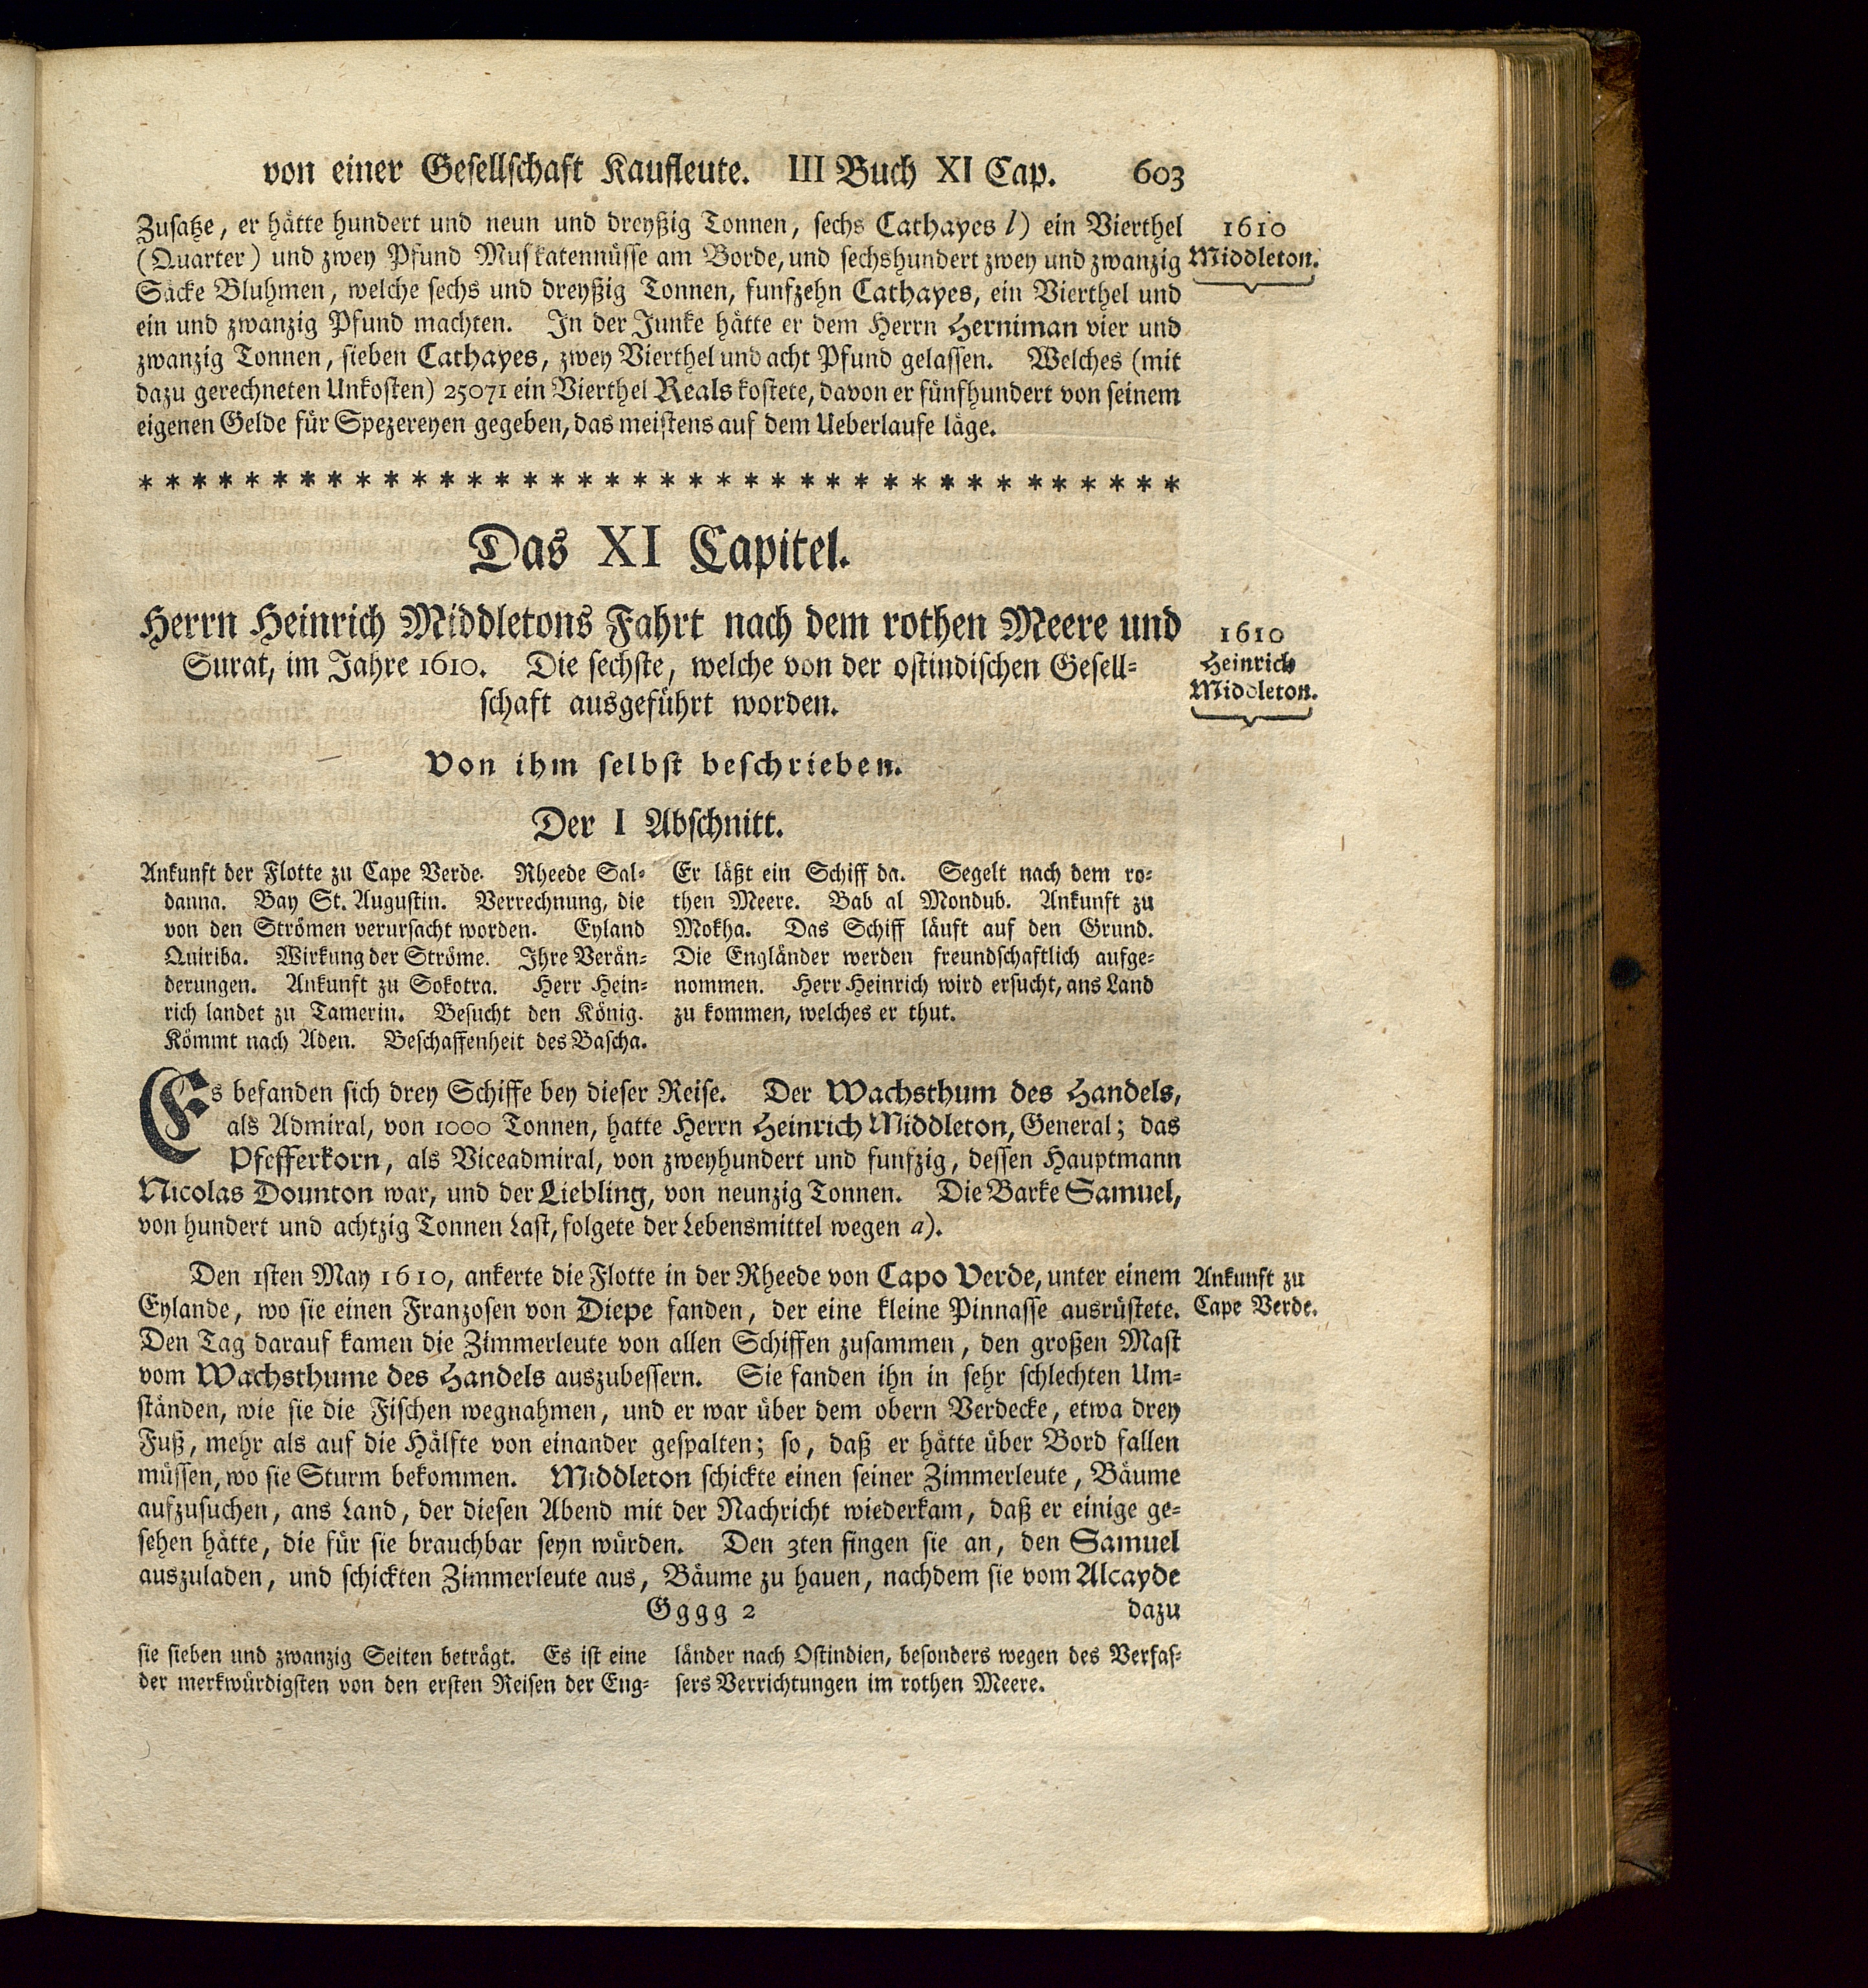 von einer Gesellschaft Kaufleute. III Buch XI Cap. 603
Zusatze, er hätte hundert und neun und dreyßig Tonnen, sechs Cathayes l) ein Vierthel
(Quarter) und zwey Pfund Muskatennüsse am Borde, und sechshundert zwey und zwanzig
Säcke Bluhmen, welche sechs und dreyßig Tonnen, funfzehn Cathayes, ein Vierthel und
ein und zwanzig Pfund machten. In der Junke hätte er dem Herrn Herniman vier und
zwanzig Tonnen, sieben Cathayes, zwey Vierthel und acht Pfund gelassen. Welches (mit
dazu gerechneten Unkosten) 25071 ein Vierthel Reals kostete, davon er fünfhundert von seinem
eigenen Gelde für Spezereyen gegeben, das meistens auf dem Ueberlaufe läge.
1610
Middleton.
* * * * * * * * * * * * * * * * * * * * * * * * * * * * * * * * * * * * * *
Das XI Capitel.
Herrn Heinrich Middletons Fahrt nach dem rothen Meere und
Surat, im Jahre 1610. Die sechste, welche von der ostindischen Gesell-
schaft ausgeführt worden.
1610
Heinrich
Middleton.
Von ihm selbst beschrieben.
Der I Abschnitt.
Ankunft der Flotte zu Cape Verde. Rheede Sal-
danna. Bay St. Augustin. Verrechnung, die
von den Strömen verursacht worden. Eyland
Quiriba. Wirkung der Ströme. Ihre Verän-
derungen. Ankunft zu Sokotra. Herr Hein-
rich landet zu Tamerin. Besucht den König.
Kömmt nach Aden. Beschaffenheit des Bascha.
Er läßt ein Schiff da. Segelt nach dem ro-
then Meere. Bab al Mondub. Ankunft zu
Mokha. Das Schiff läuft auf den Grund.
Die Engländer werden freundschaftlich aufge-
nommen. Herr Heinrich wird ersucht, ans Land
zu kommen, welches er thut.
Es befanden sich drey Schiffe bey dieser Reise. Der Wachsthum des Handels,
als Admiral, von 1000 Tonnen, hatte Herrn Heinrich Middleton, General; das
Pfefferkorn, als Viceadmiral, von zweyhundert und funfzig, dessen Hauptmann
Nicolas Dounton war, und der Liebling, von neunzig Tonnen. Die Barke Samuel,
von hundert und achtzig Tonnen Last, folgete der Lebensmittel wegen a).
Den 1sten May 1610, ankerte die Flotte in der Rheede von Capo Verde, unter einem
Eylande, wo sie einen Franzosen von Diepe fanden, der eine kleine Pinnasse ausrüstete.
Den Tag darauf kamen die Zimmerleute von allen Schiffen zusammen, den großen Mast
vom Wachsthume des Handels auszubessern. Sie fanden ihn in sehr schlechten Um-
ständen, wie sie die Fischen wegnahmen, und er war über dem obern Verdecke, etwa drey
Fuß, mehr als auf die Hälfte von einander gespalten; so, daß er hätte über Bord fallen
müssen, wo sie Sturm bekommen. Middleton schickte einen seiner Zimmerleute, Bäume
aufzusuchen, ans Land, der diesen Abend mit der Nachricht wiederkam, daß er einige ge-
sehen hätte, die für sie brauchbar seyn würden. Den 3ten fingen sie an, den Samuel
auszuladen, und schickten Zimmerleute aus, Bäume zu hauen, nachdem sie vom Alcayde
Ankunft zu
Cape Verde.
Gggg 2 dazu
sie sieben und zwanzig Seiten beträgt. Es ist eine
der merkwürdigsten von den ersten Reisen der Eng-
länder nach Ostindien, besonders wegen des Verfas-
sers Verrichtungen im rothen Meere.